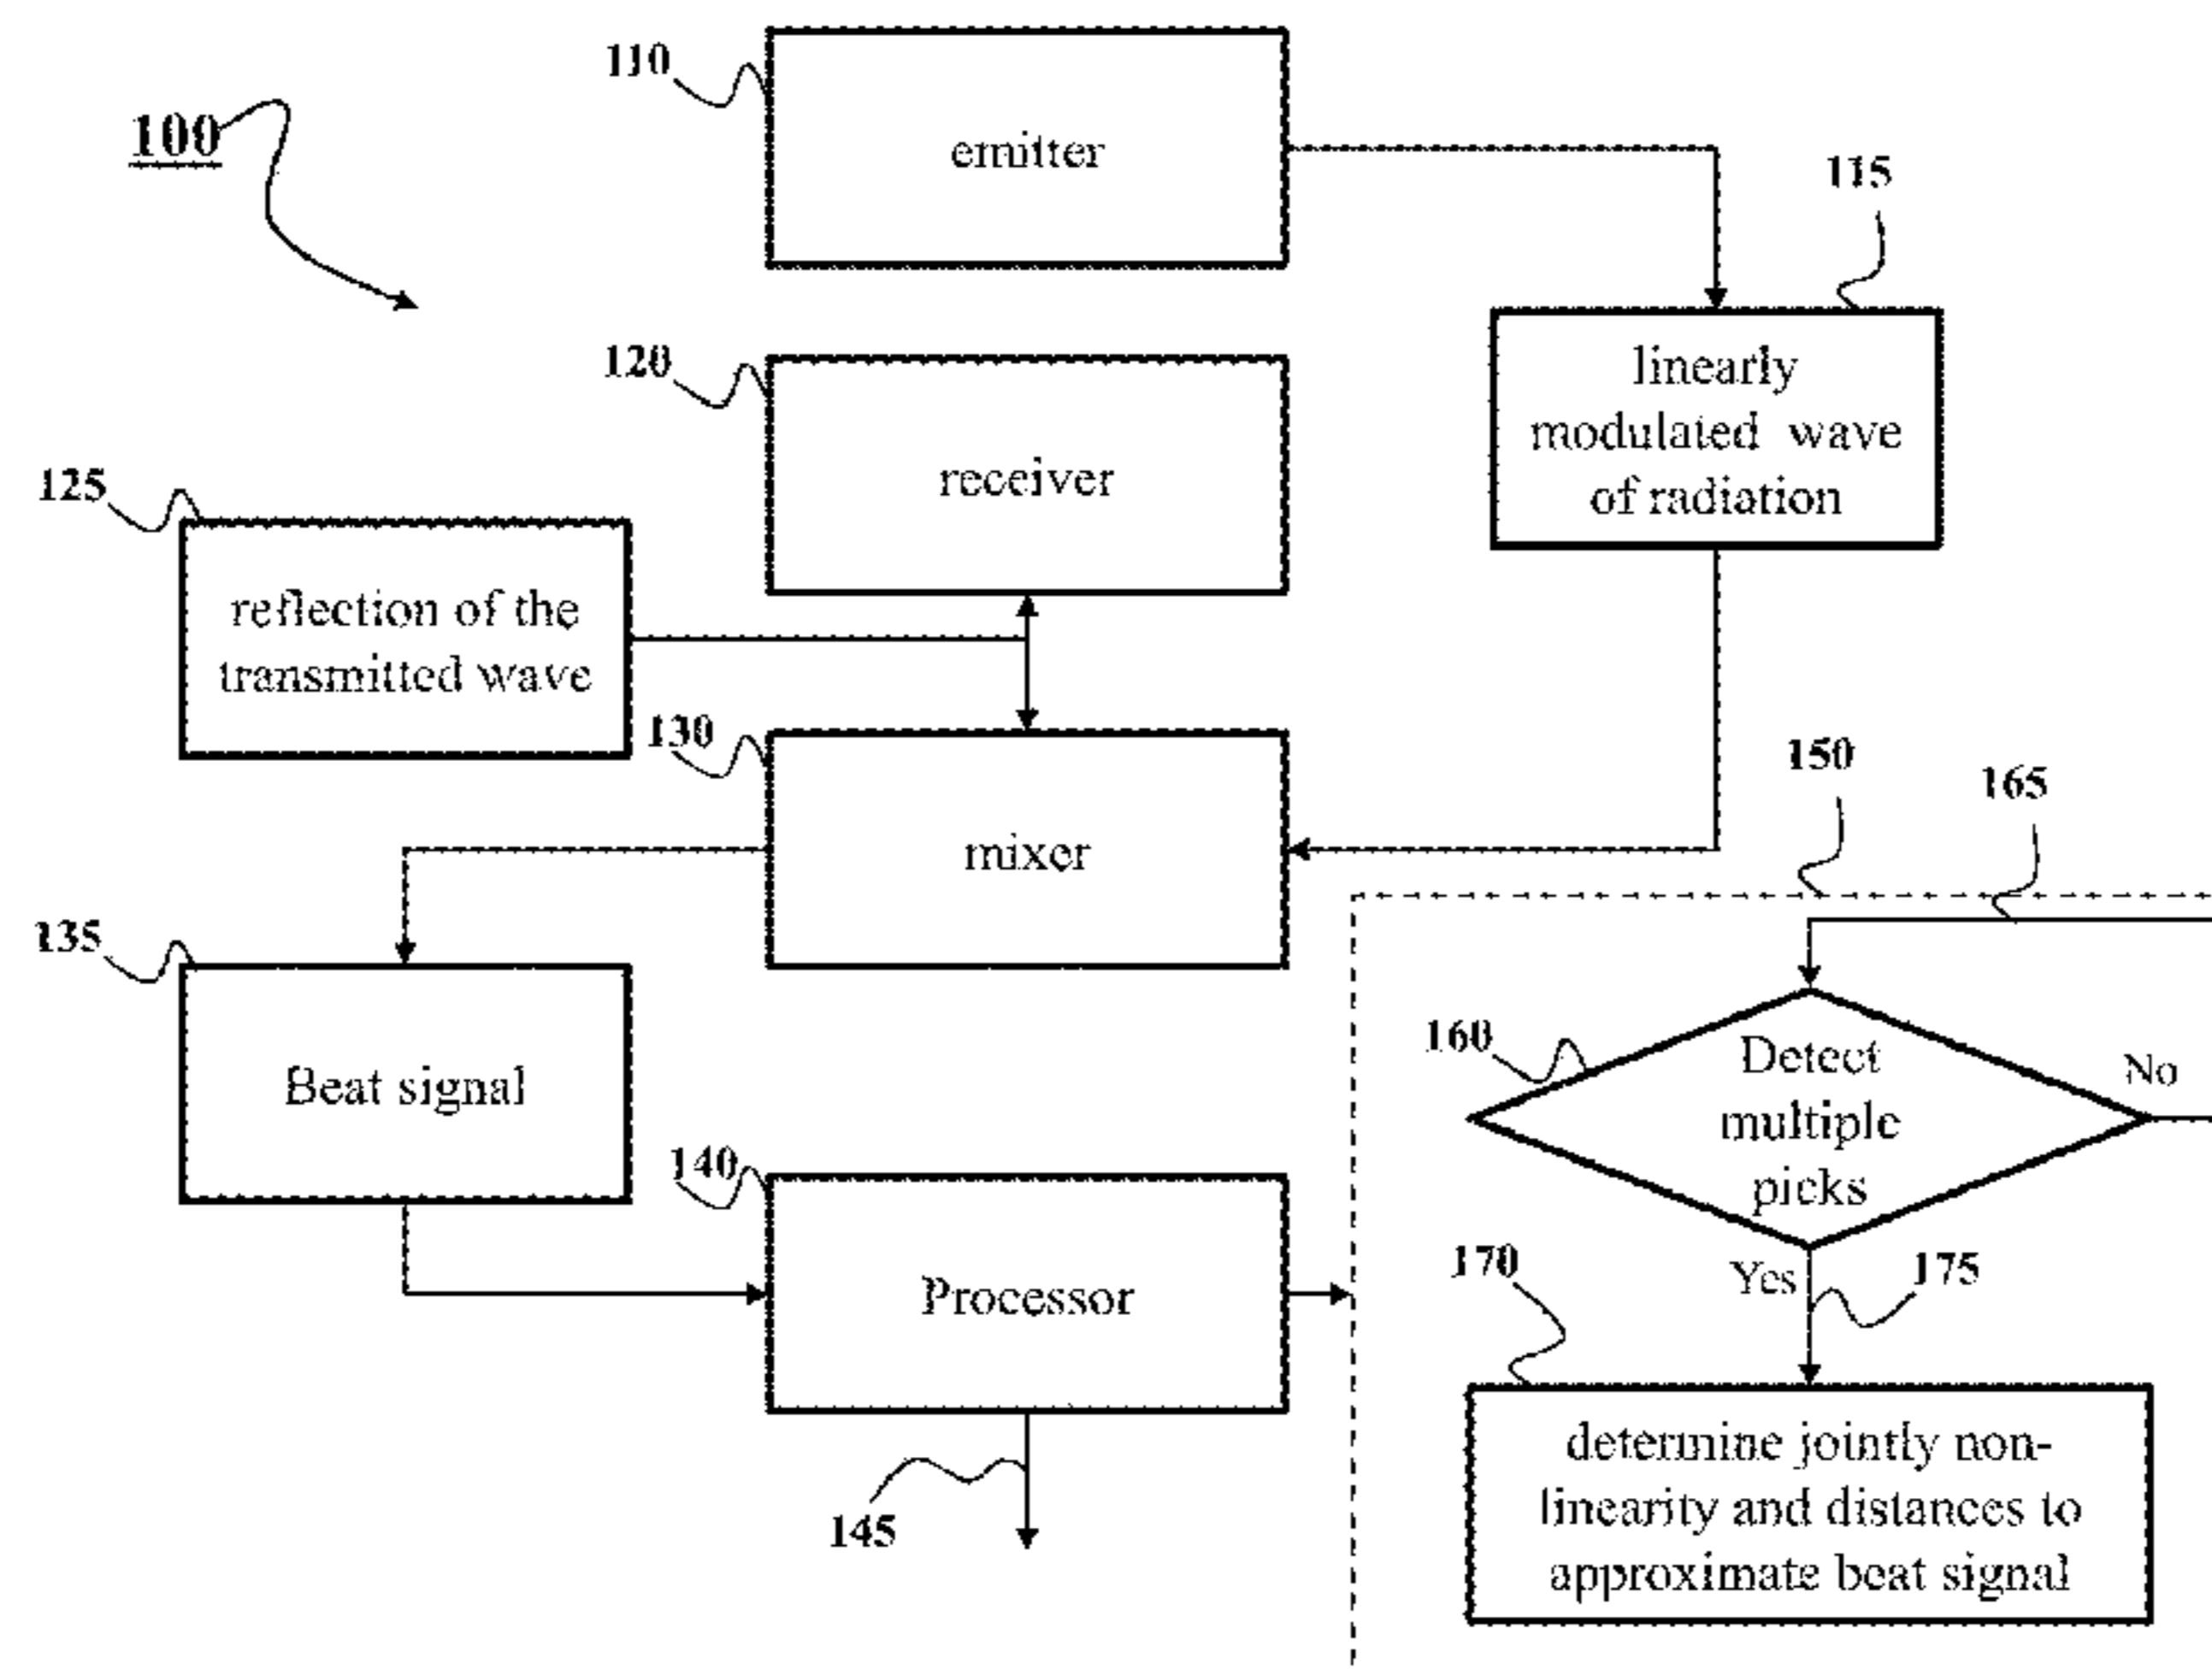 110
100
emitter
115
120
linearly
modulated wave
of radiation
receiver
125
reflection of the
transmitted wave
130
150
165
mixer
135
160
Detect
multiple
picks
No
Beat signal
140
170
Yes
175
Processor
determine jointly non-
linearity and distances to
approximate beat signal
145